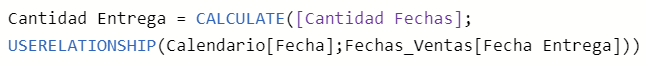 Cantidad Entrega = CALCULATE([Cantidad Fechas];
USERELATIONSHIP(Calendario[Fecha];Fechas_Ventas[Fecha Entrega]))